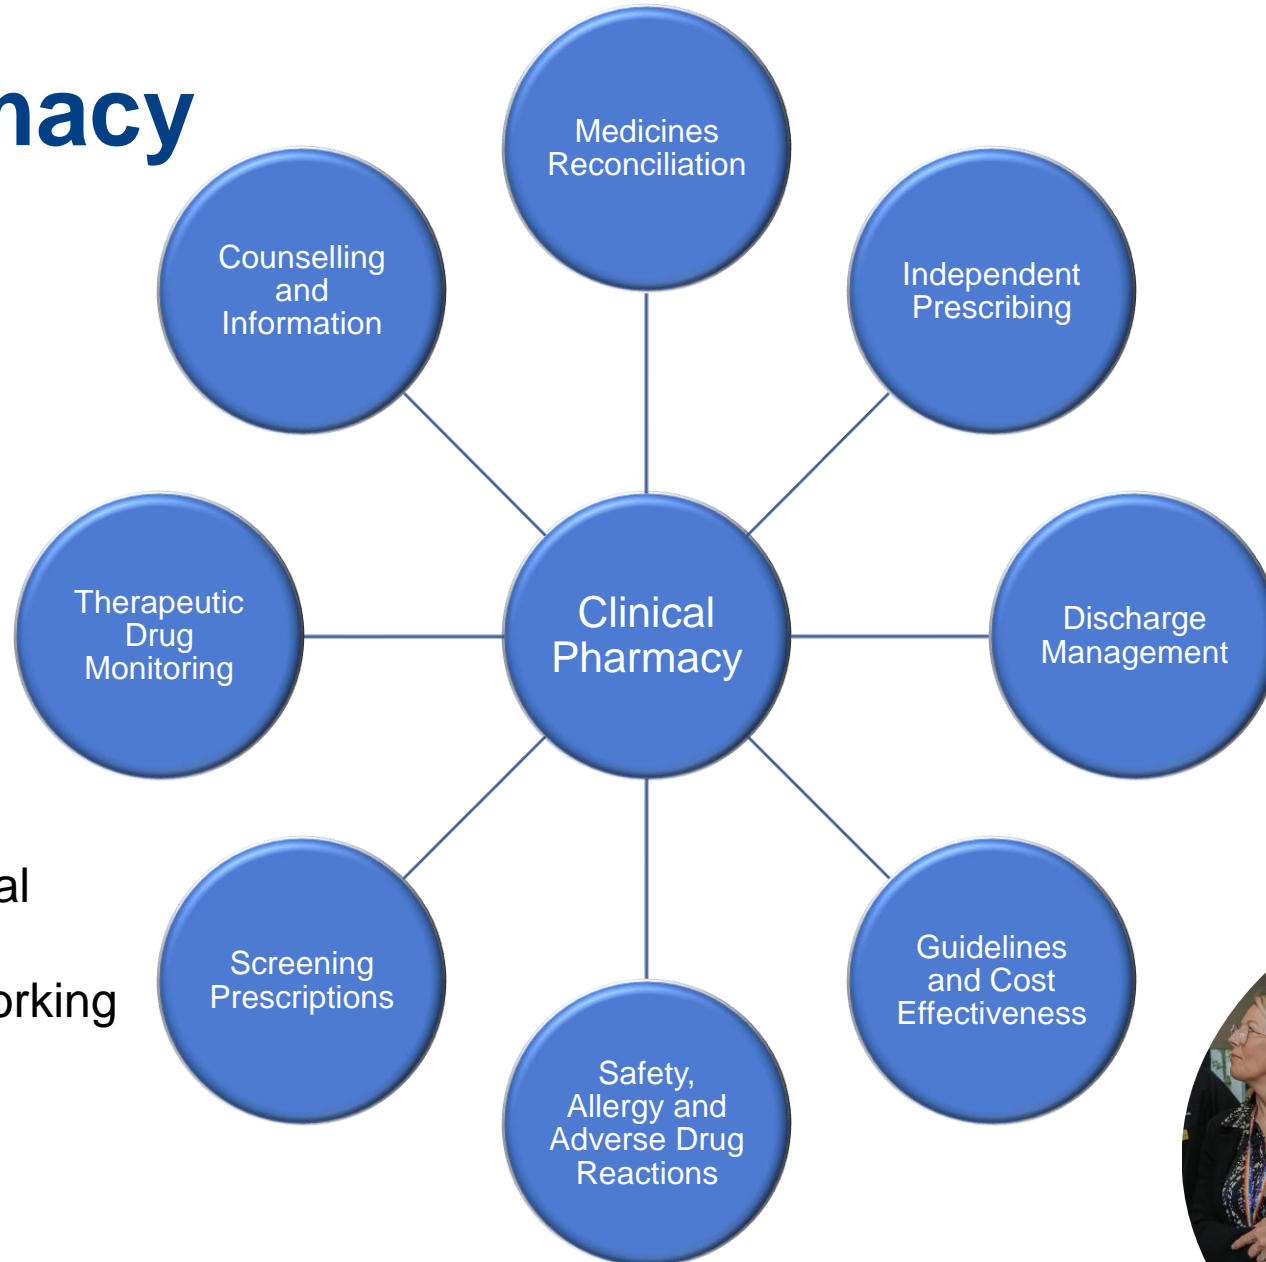 macy
Medicines
Reconciliation
Counselling
and
Information
Independent
Prescribing
Therapeutic
Drug
Monitoring
Clinical
Pharmacy
Discharge
Management
al
orking
Screening
Prescriptions
Guidelines
and Cost
Effectiveness
Safety,
Allergy and
Adverse Drug
Reactions